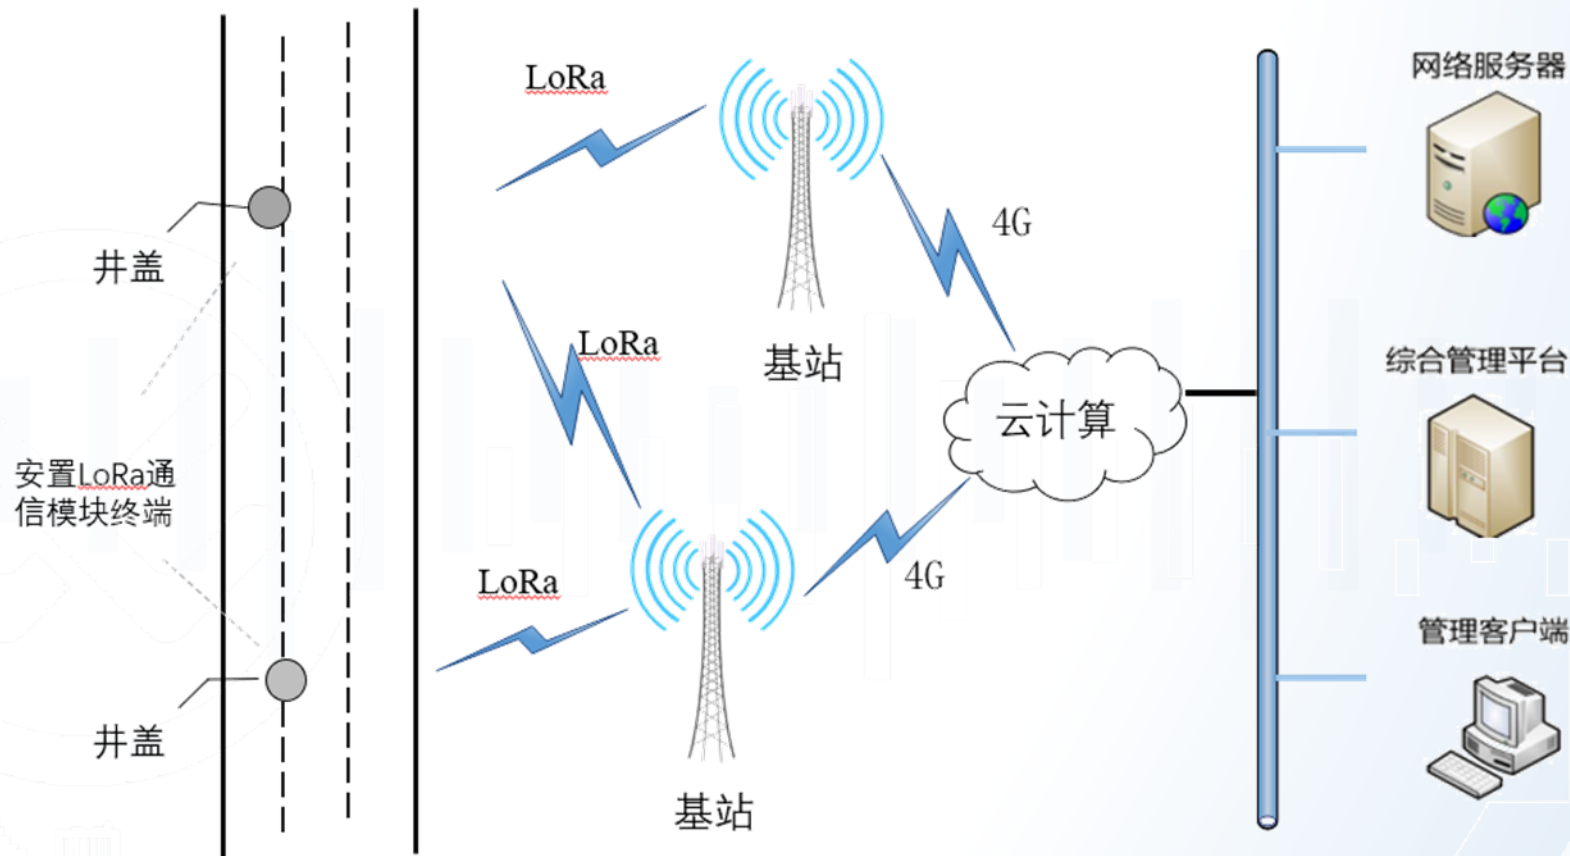 LoRa
网络服务器
4G
井盖
LoRa
基站
综合管理平台
云计算
安置LoRa通
信模块终端
LoRa
4G
管理客户端
井盖
基站